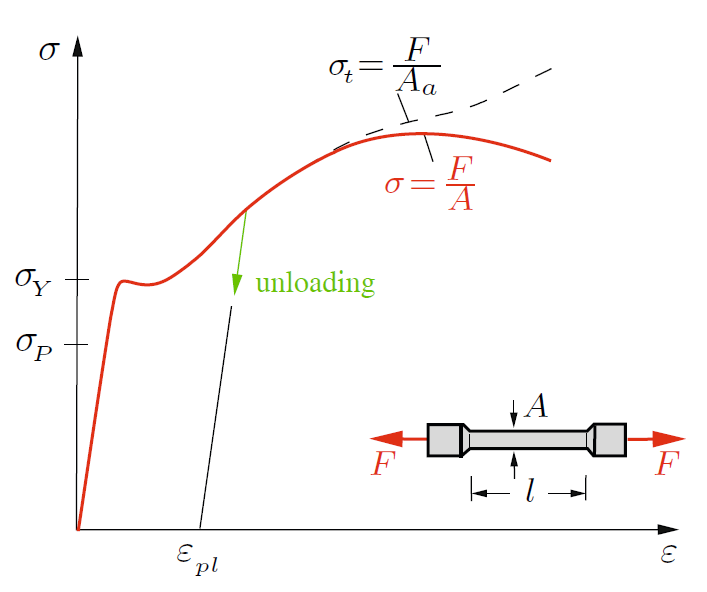 σ
σ_t = F/A_a
σ = F/A
σ_Y
unloading
σ_P
A
F
F
l
ε_pl
ε